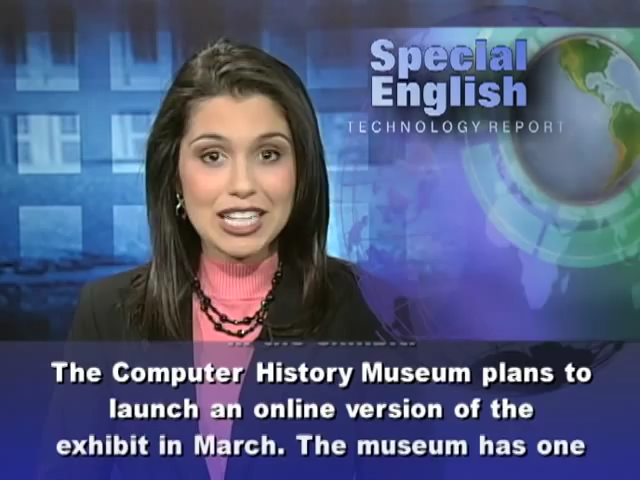 Special
English
TECHNOLOGY REPORT
The Computer History Museum plans to
launch an online version of the
exhibit in March. The museum has one